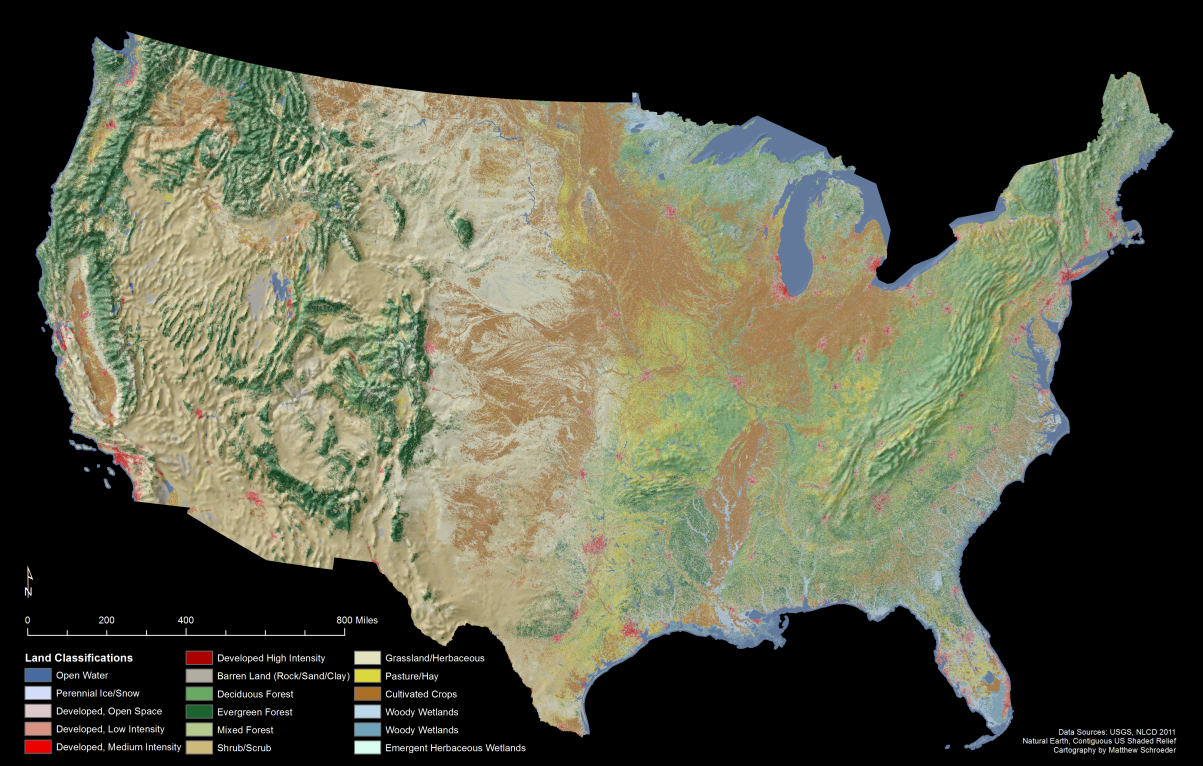 N
0 200 400 800 Miles
Land Classifications
Open Water
Perennial Ice/Snow
Developed, Open Space
Developed, Low Intensity
Developed, Medium Intensity
Developed High Intensity
Barren Land (Rock/Sand/Clay)
Deciduous Forest
Evergreen Forest
Mixed Forest
Shrub/Scrub
Grassland/Herbaceous
Pasture/Hay
Cultivated Crops
Woody Wetlands
Woody Wetlands
Emergent Herbaceous Wetlands
Data Sources: USGS, NLCD 2011
Natural Earth, Contiguous US Shaded Relief
Cartography by Matthew Schroeder